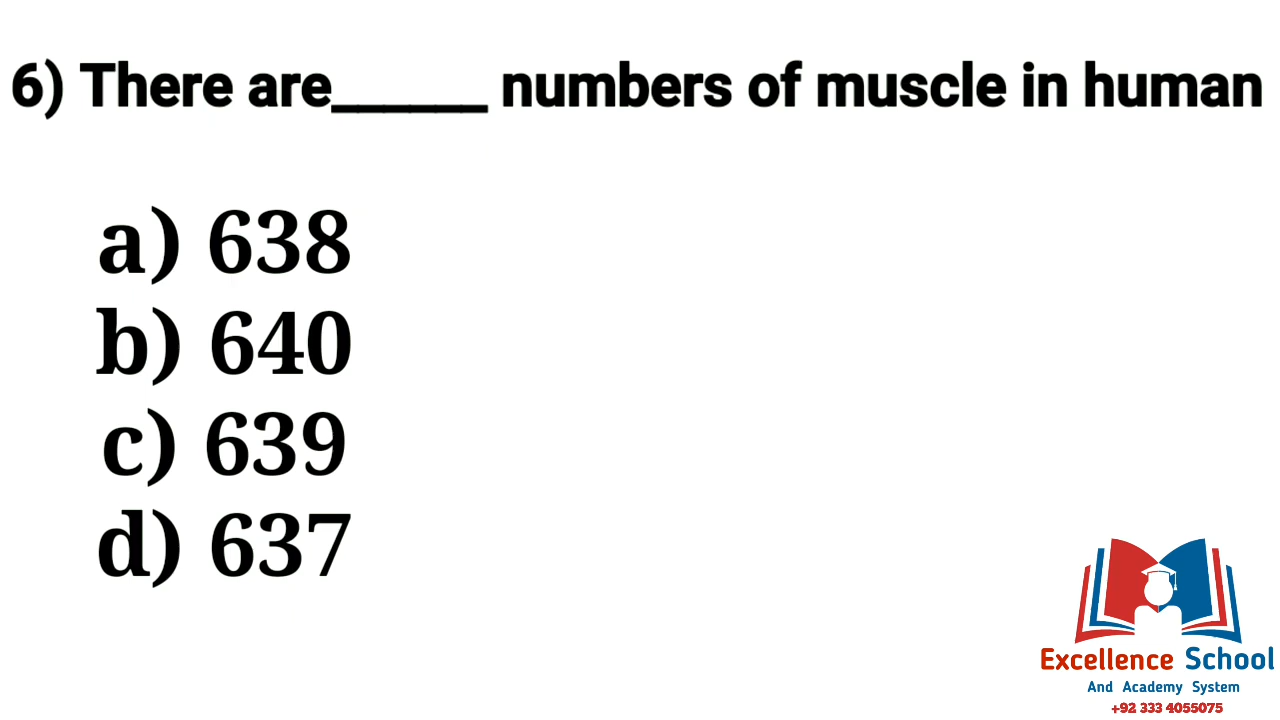 6) There are______ numbers of muscle in human
a) 638
b) 640
c) 639
d) 637
Excellence School
And Academy System
+92 333 4055075